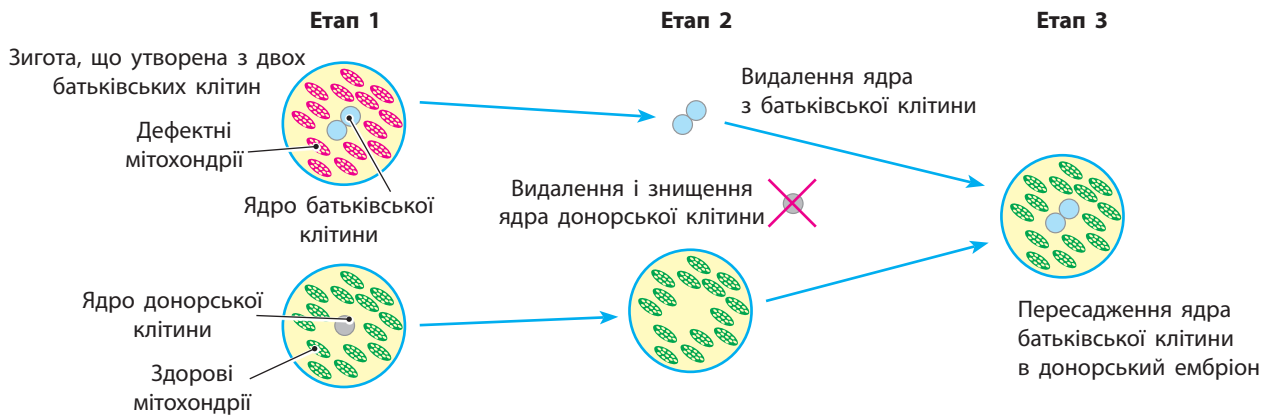 Етап 1
Етап 2
Етап 3
Зигота, що утворена з двох
батьківських клітин
Дефектні
мітохондрії
Ядро батьківської
клітини
Видалення ядра
з батьківської клітини
Видалення і знищення
ядра донорської клітини
Ядро донорської
клітини
Здорові
мітохондрії
Пересадження ядра
батьківської клітини
в донорський ембріон